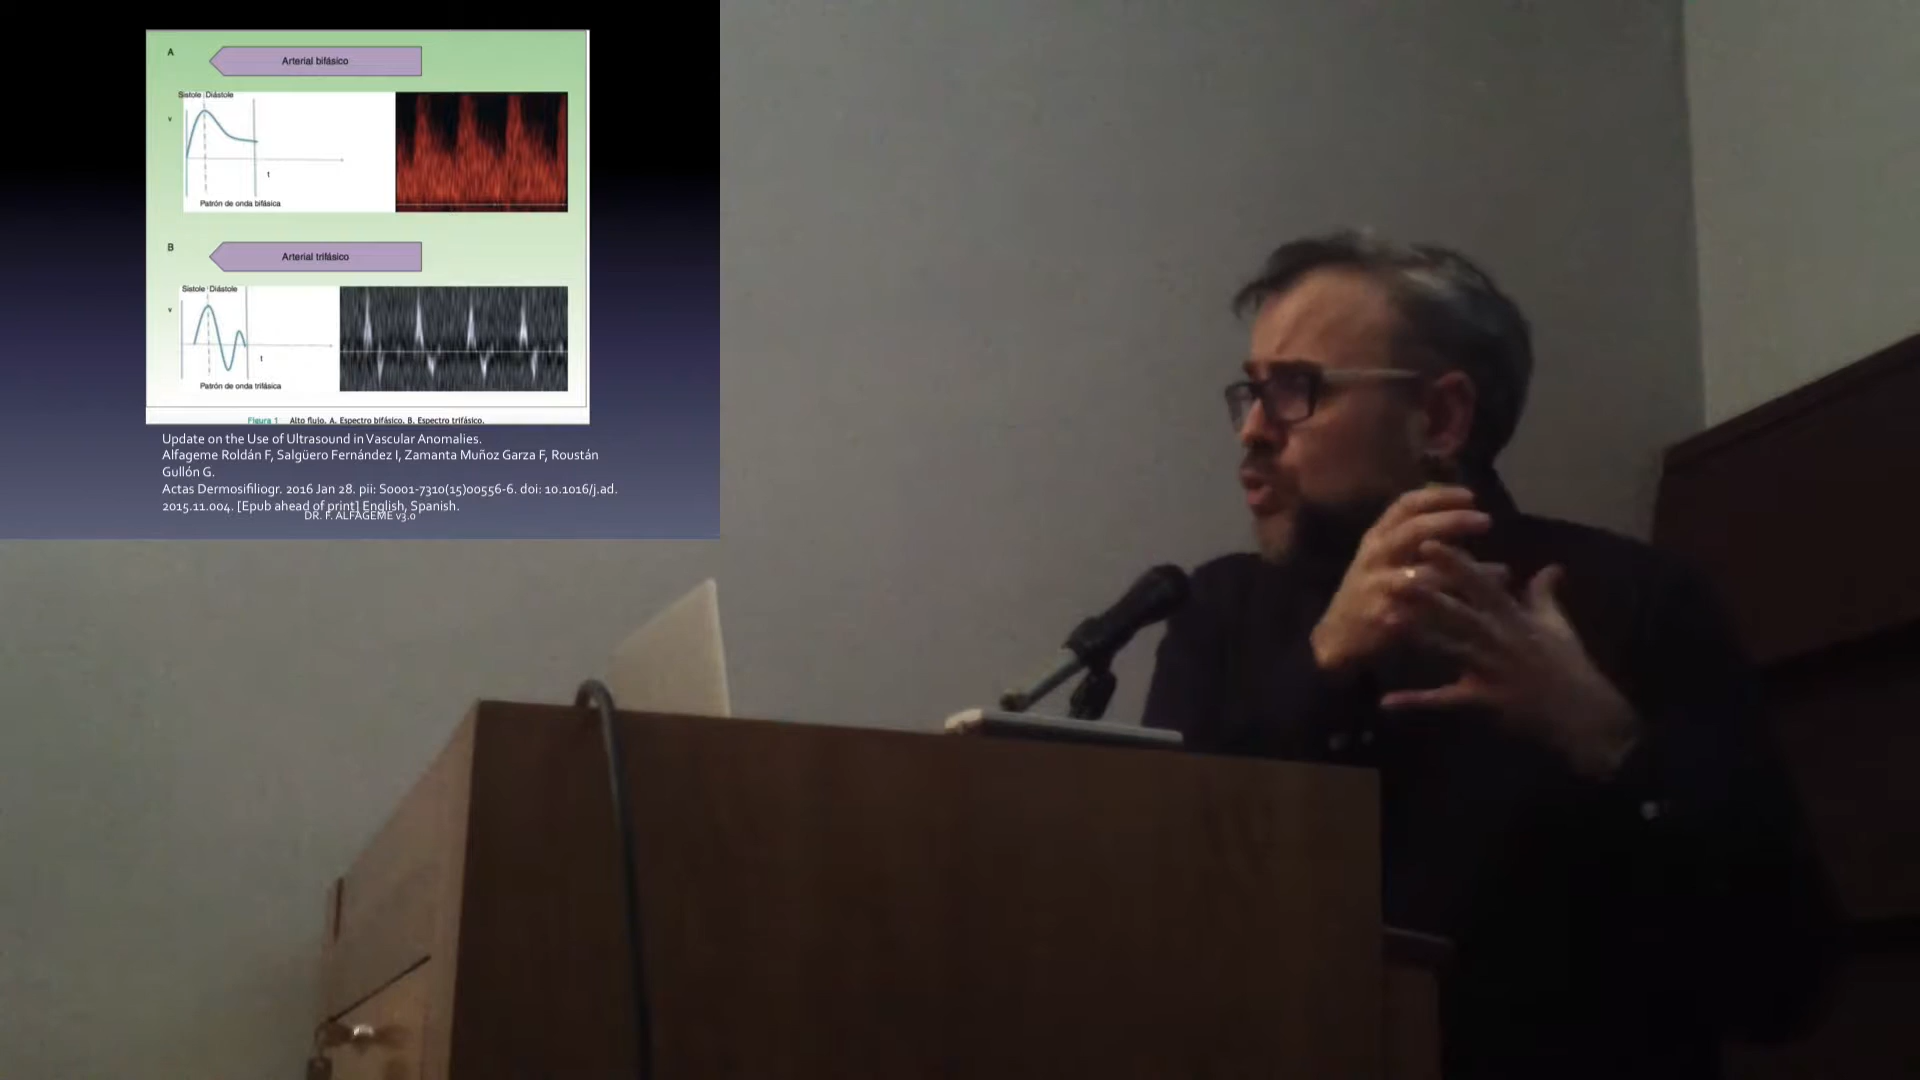 A
Arterial bifásico
Sístole Diástole
v
t
Patrón de onda bifásica
B
Arterial trifásico
Sístole Diástole
v
t
Patrón de onda trifásica
Figura 1 Alto flujo. A. Espectro bifásico. B. Espectro trifásico.
Update on the Use of Ultrasound in Vascular Anomalies.
Alfageme Roldán F, Salgüero Fernández I, Zamanta Muñoz Garza F, Roustán
Gullón G.
Actas Dermosifiliogr. 2016 Jan 28. pii: S0001-7310(15)00556-6. doi: 10.1016/j.ad.
2015.11.004. [Epub ahead of print] English, Spanish.
DR. F. ALFAGEME v3.0